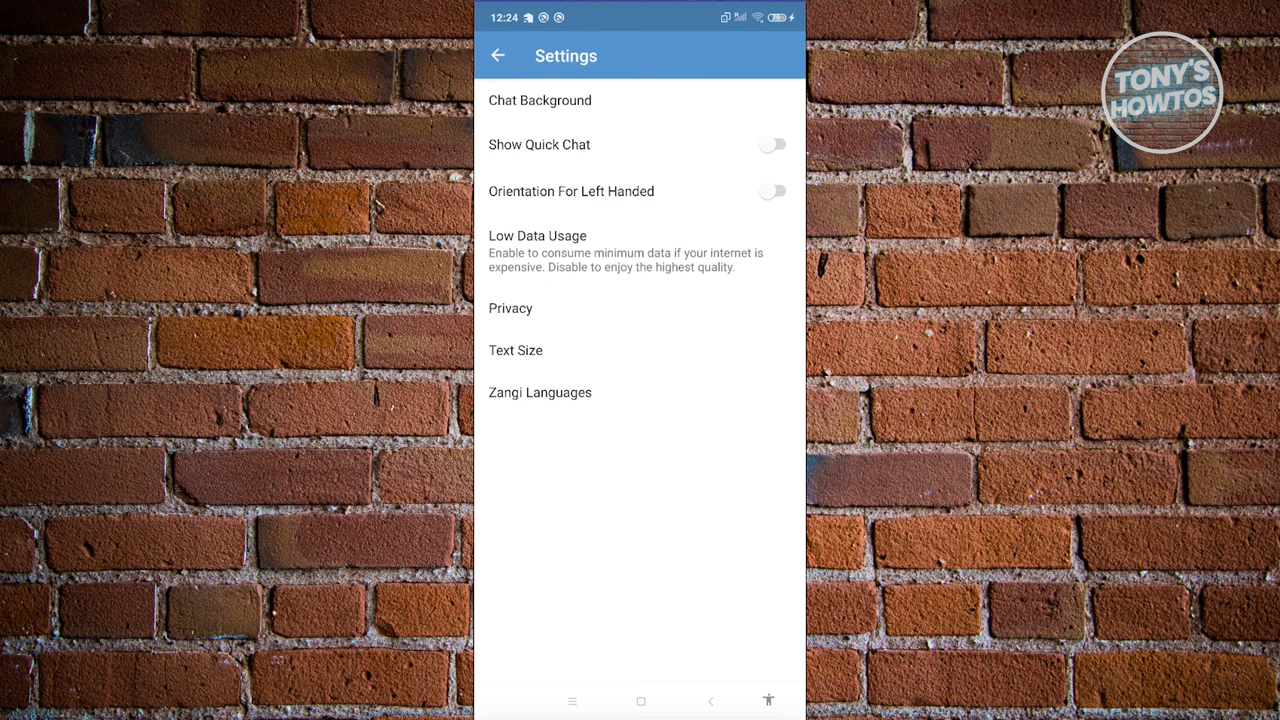 12:24
Settings
Chat Background
Show Quick Chat
Orientation For Left Handed
Low Data Usage
Enable to consume minimum data if your internet is
expensive. Disable to enjoy the highest quality.
Privacy
Text Size
Zangi Languages
TONY'S
HOWTOS